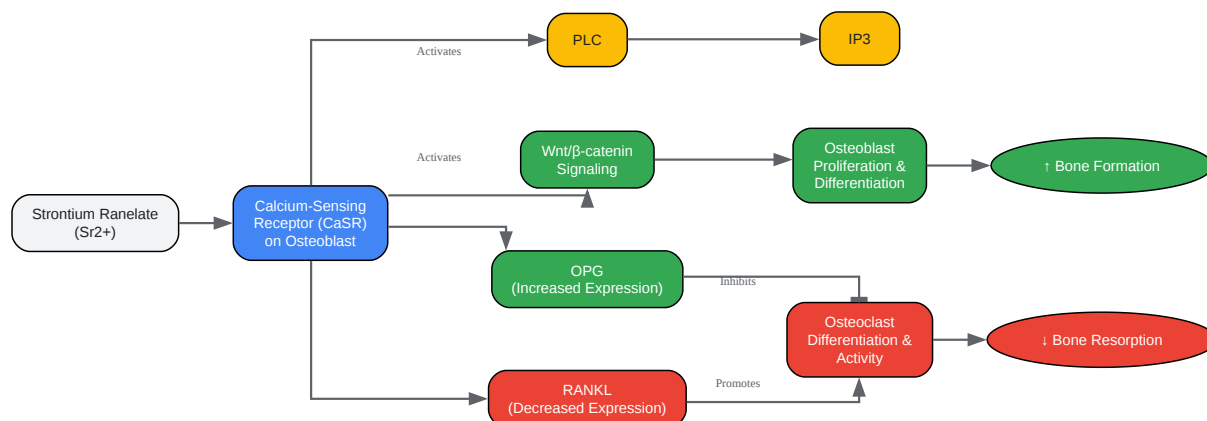 Activates
PLC
IP3
Activates
Wnt/β-catenin
Signaling
Osteoblast
Proliferation &
Differentiation
↑ Bone Formation
Strontium Ranelate
(Sr2+)
Calcium-Sensing
Receptor (CaSR)
on Osteoblast
OPG
(Increased Expression)
Inhibits
Osteoclast
Differentiation &
Activity
↓ Bone Resorption
RANKL
(Decreased Expression)
Promotes